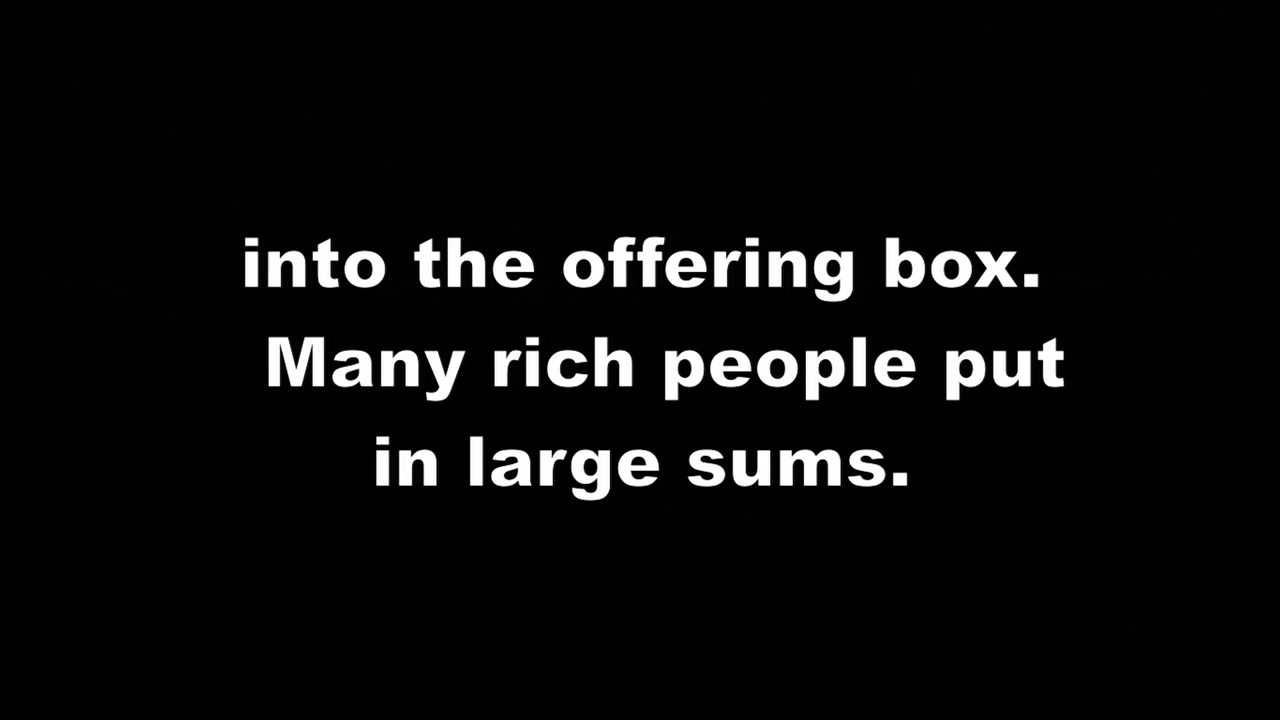 into the offering box.
Many rich people put
in large sums.